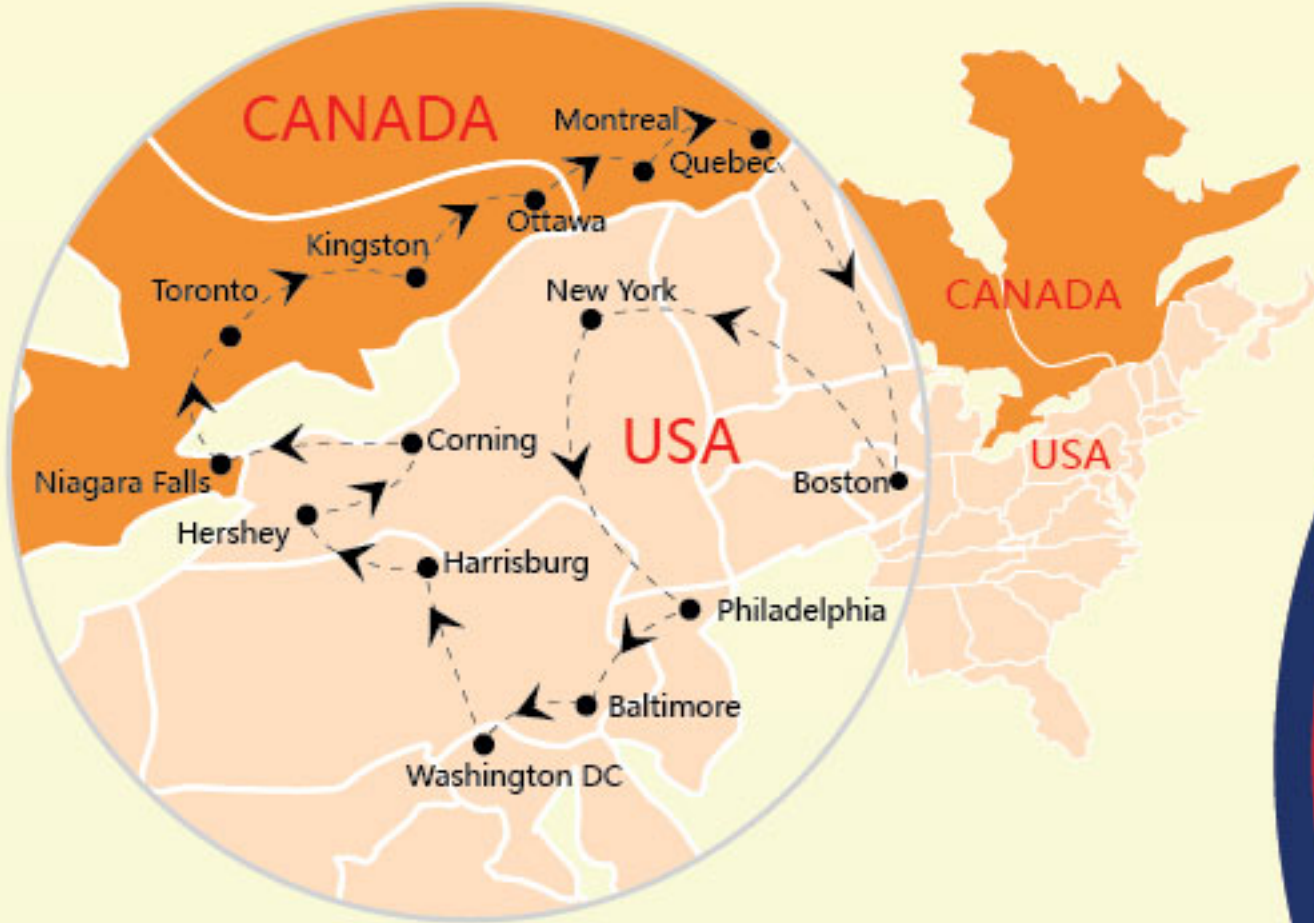 CANADA
Montreal
Quebec
Ottawa
Kingston
Toronto
New York
CANADA
USA
USA
Corning
Niagara Falls
Boston
Hershey
Harrisburg
Philadelphia
Baltimore
Washington DC